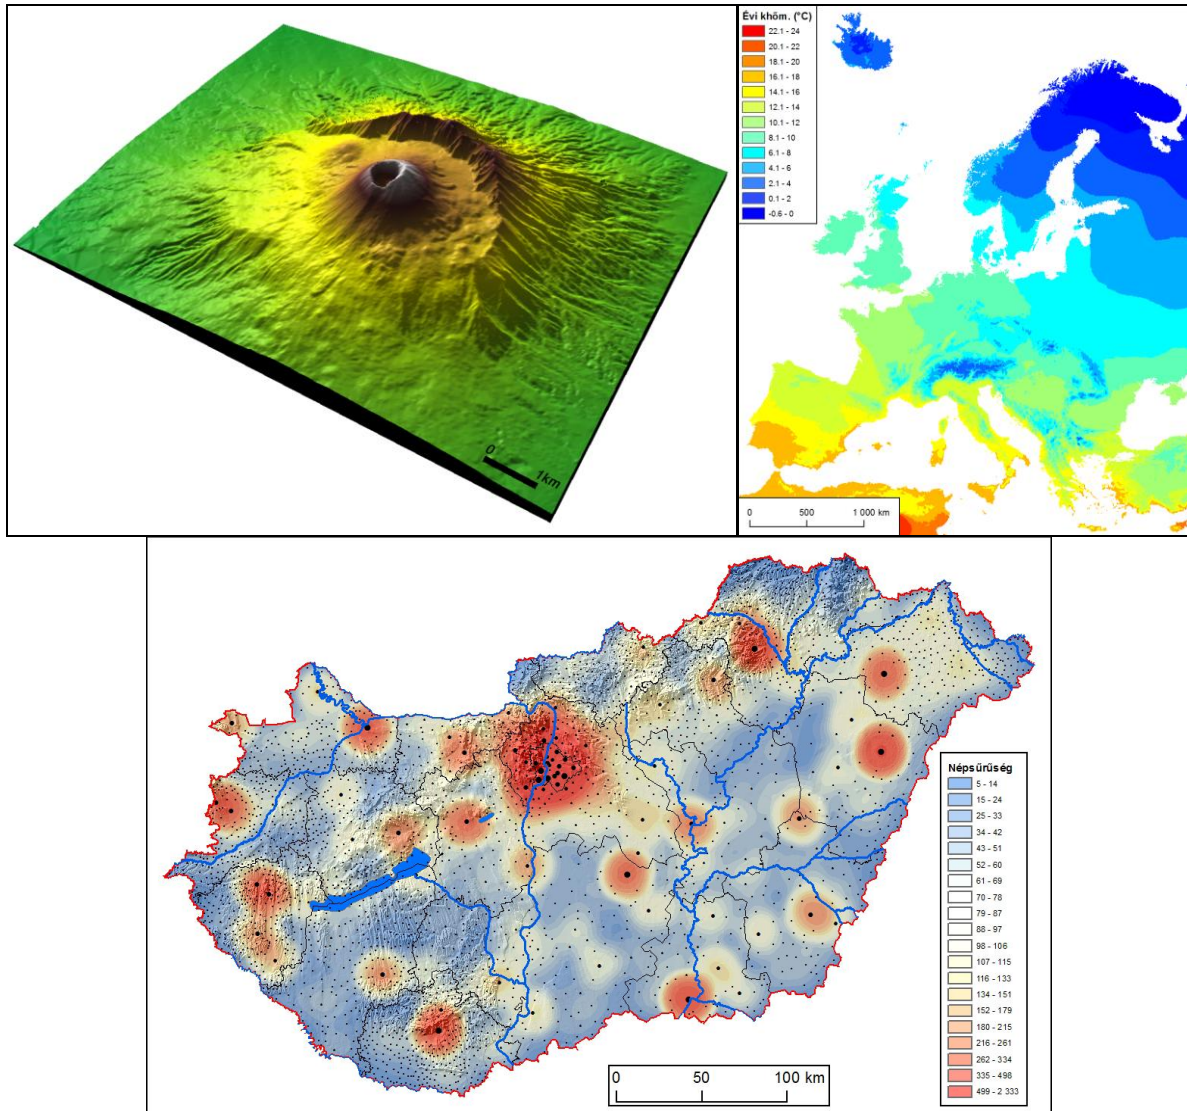 0
1km
Évi khőm. (°C)
22.1 - 24
20.1 - 22
18.1 - 20
16.1 - 18
14.1 - 16
12.1 - 14
10.1 - 12
8.1 - 10
6.1 - 8
4.1 - 6
2.1 - 4
0.1 - 2
-0.6 - 0
0 500 1 000 km
Népsűrűség
5 - 14
15 - 24
25 - 33
34 - 42
43 - 51
52 - 60
61 - 69
70 - 78
79 - 87
88 - 97
98 - 106
107 - 115
116 - 133
134 - 151
152 - 179
180 - 215
216 - 261
262 - 334
335 - 498
499 - 2 333
0 50 100 km